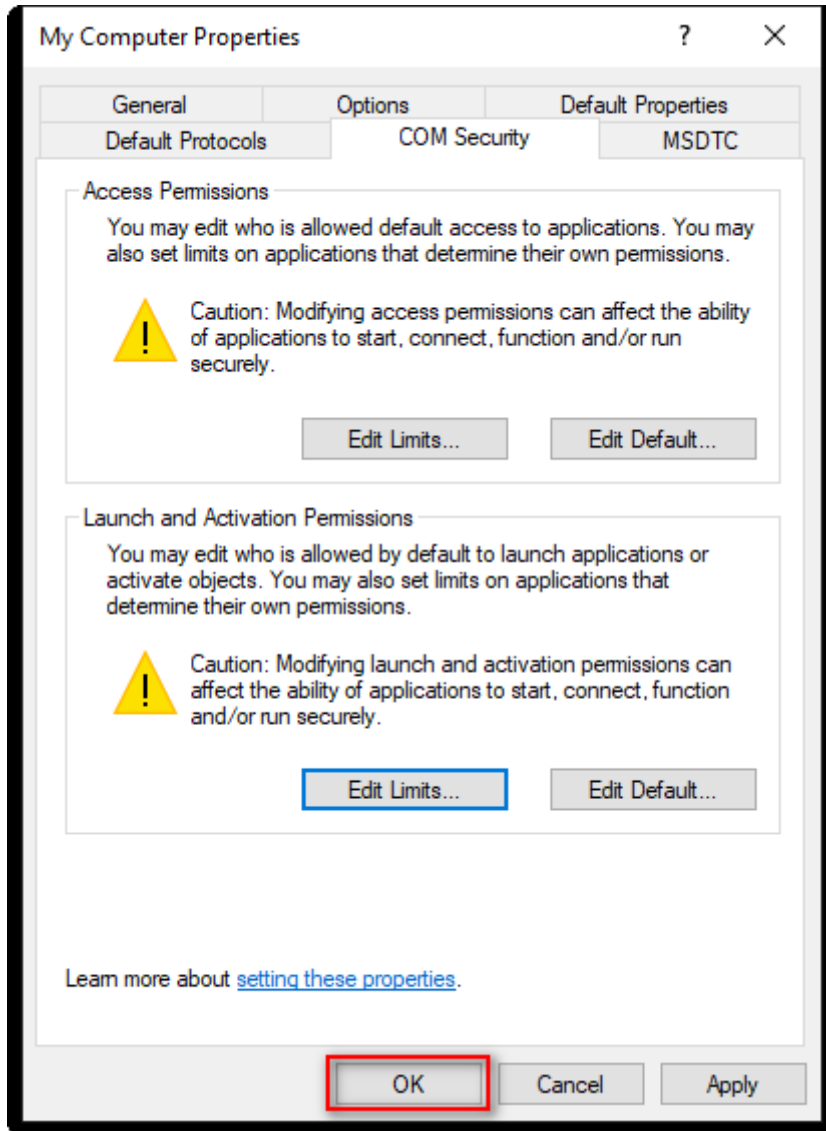 My Computer Properties ? ✕
General Options Default Properties
Default Protocols COM Security MSDTC
Access Permissions
You may edit who is allowed default access to applications. You may
also set limits on applications that determine their own permissions.
Caution: Modifying access permissions can affect the ability
of applications to start, connect, function and/or run
securely.
Edit Limits... Edit Default...
Launch and Activation Permissions
You may edit who is allowed by default to launch applications or
activate objects. You may also set limits on applications that
determine their own permissions.
Caution: Modifying launch and activation permissions can
affect the ability of applications to start, connect, function
and/or run securely.
Edit Limits... Edit Default...
Learn more about setting these properties.
OK Cancel Apply